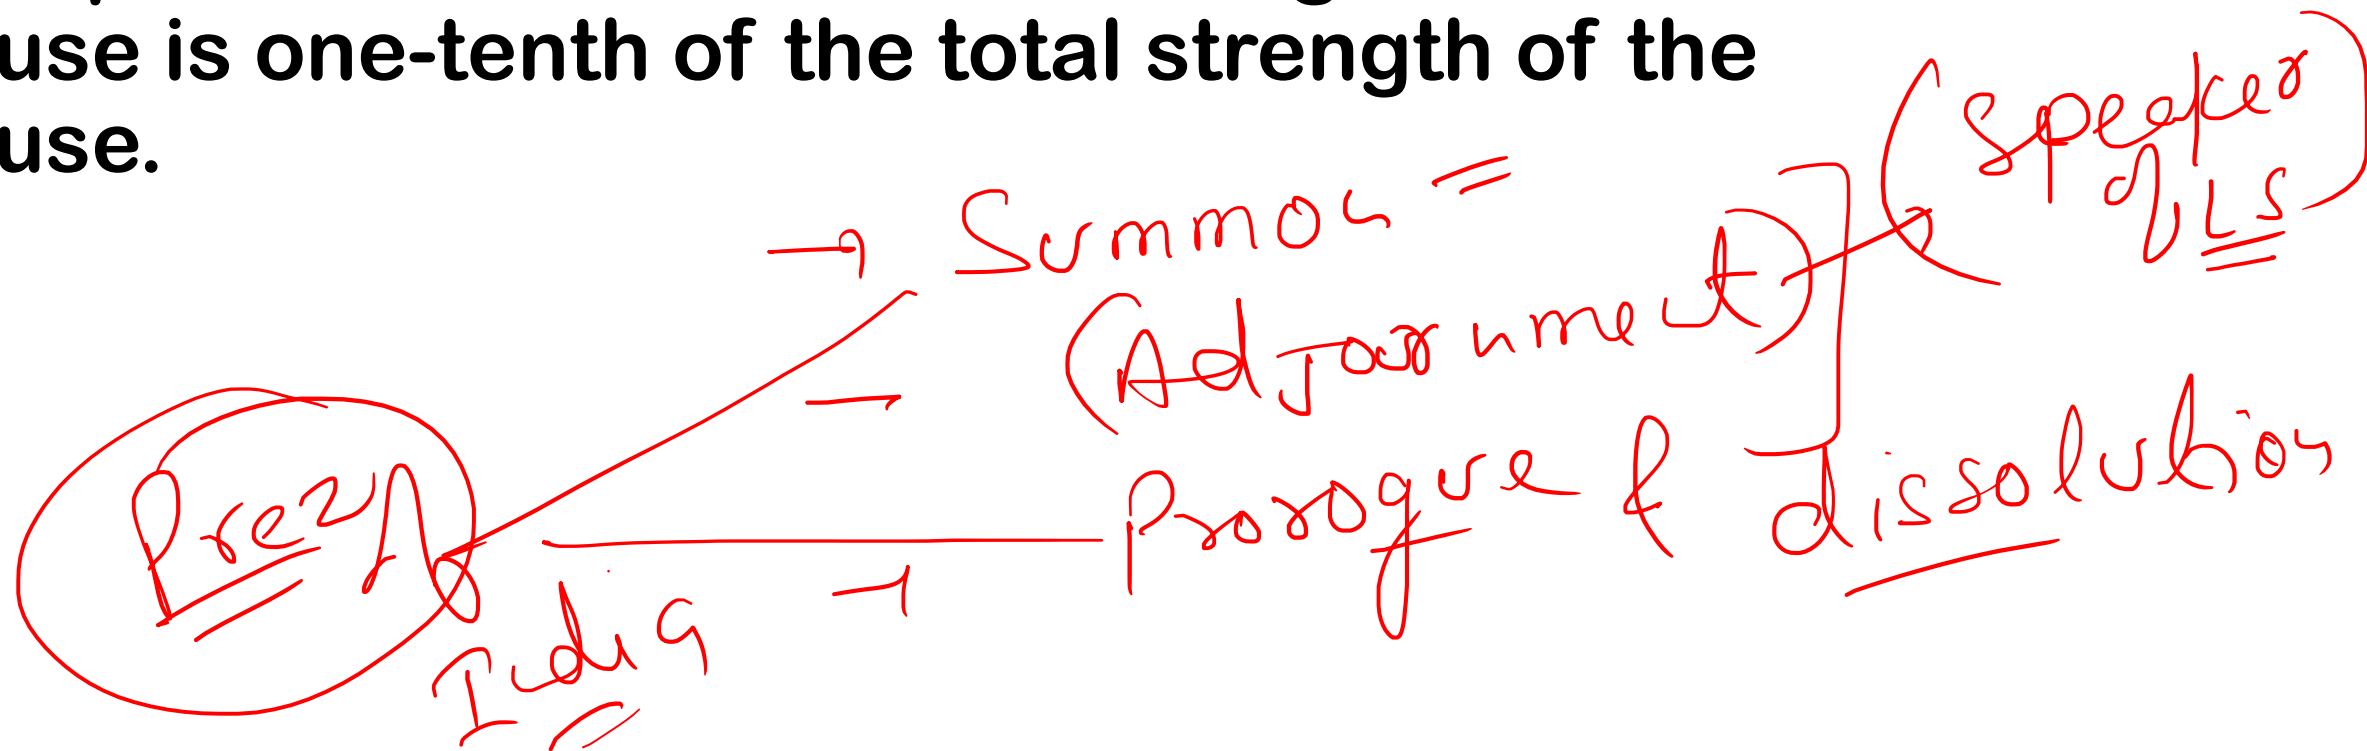 use is one-tenth of the total strength of the
use.
(Speaker
of LS)
→ Summon =
(Adjournment)
Prez of
India
Prorogue & dissolution